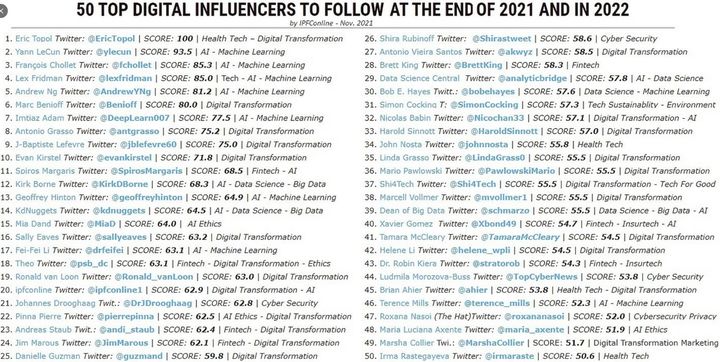 50 TOP DIGITAL INFLUENCERS TO FOLLOW AT THE END OF 2021 AND IN 2022
by IPFConline - Nov. 2021
1. Eric Topol Twitter: @EricTopol | SCORE: 100 | Health Tech – Digital Transformation
2. Yann LeCun Twitter: @ylecun | SCORE: 93.5 | AI - Machine Learning
3. François Chollet Twitter: @fchollet | SCORE: 85.3 | AI - Machine Learning
4. Lex Fridman Twitter: @lexfridman | SCORE: 85.0 | Tech - AI - Machine Learning
5. Andrew Ng Twitter: @AndrewYNg | SCORE: 81.2 | AI - Machine Learning
6. Marc Benioff Twitter: @Benioff | SCORE: 80.0 | Digital Transformation
7. Imtiaz Adam Twitter: @DeepLearn007 | SCORE: 77.5 | AI - Machine Learning
8. Antonio Grasso Twitter: @antgrasso | SCORE: 75.2 | Digital Transformation
9. J-Baptiste Lefevre Twitter: @jblefevre60 | SCORE: 75.0 | Digital Transformation
10. Evan Kirstel Twitter: @evankirstel | SCORE: 71.8 | Digital Transformation
11. Spiros Margaris Twitter: @SpirosMargaris | SCORE: 68.5 | Fintech - AI
12. Kirk Borne Twitter: @KirkDBorne | SCORE: 68.3 | AI - Data Science - Big Data
13. Geoffrey Hinton Twitter: @geoffreyhinton | SCORE: 64.9 | AI - Machine Learning
14. KdNuggets Twitter: @kdnuggets | SCORE: 64.5 | AI - Data Science - Big Data
15. Mia Dand Twitter: @MiaD | SCORE: 64.0 | AI Ethics
16. Sally Eaves Twitter: @sallyeaves | SCORE: 63.2 | Digital Transformation
17. Fei-Fei Li Twitter: @drfeifei | SCORE: 63.1 | AI - Machine Learning
18. Theo Twitter: @psb_dc | SCORE: 63.1 | Fintech - Digital Transformation - Ethics
19. Ronald van Loon Twitter: @Ronald_vanLoon | SCORE: 63.0 | Digital Transformation
20. ipfconline Twitter: @ipfconline1 | SCORE: 62.9 | Digital Transformation - AI
21. Johannes Drooghaag Twit.: @DrJDrooghaag | SCORE: 62.8 | Cyber Security
22. Pinna Pierre Twitter: @pierrepinna | SCORE: 62.5 | AI Ethics - Digital Transformation
23. Andreas Staub Twit.: @andi_staub | SCORE: 62.4 | Fintech - Digital Transformation
24. Jim Marous Twitter: @JimMarous | SCORE: 62.1 | Fintech - Digital Transformation
25. Danielle Guzman Twitter: @guzmand | SCORE: 59.8 | Digital Transformation
26. Shira Rubinoff Twitter: @Shirastweet | SCORE: 58.6 | Cyber Security
27. Antonio Vieira Santos Twitter: @akwyz | SCORE: 58.5 | Digital Transformation
28. Brett King Twitter: @BrettKing | SCORE: 58.3 | Fintech
29. Data Science Central Twitter: @analyticbridge | SCORE: 57.8 | AI - Data Science
30. Bob E. Hayes Twitt.: @bobehayes | SCORE: 57.6 | Data Science - Machine Learning
31. Simon Cocking T: @SimonCocking | SCORE: 57.3 | Tech Sustainablity - Environment
32. Nicolas Babin Twitter: @Nicochan33 | SCORE: 57.1 | Digital Transformation - AI
33. Harold Sinnott Twitter: @HaroldSinnott | SCORE: 57.0 | Digital Transformation
34. John Nosta Twitter: @johnnosta | SCORE: 55.8 | Health Tech
35. Linda Grasso Twitter: @LindaGrass0 | SCORE: 55.5 | Digital Transformation
36. Mario Pawlowski Twitter: @PawlowskiMario | SCORE: 55.5 | Digital Transformation
37. Shi4Tech Twitter: @Shi4Tech | SCORE: 55.5 | Digital Transformation - Tech For Good
38. Marcell Vollmer Twitter: @mvollmer1 | SCORE: 55.5 | Digital Transformation
39. Dean of Big Data Twitter: @schmarzo | SCORE: 55.5 | Data Science - Big Data - AI
40. Xavier Gomez Twitter: @Xbond49 | SCORE: 54.7 | Fintech - Insurtech - AI
41. Tamara McCleary Twitter: @TamaraMcCleary | SCORE: 54.5 | Digital Transformation
42. Helene Li Twitter: @helene_wpli | SCORE: 54.5 | Digital Transformation
43. Dr. Robin Kiera Twitter: @stratorob | SCORE: 54.3 | Fintech - Insurtech
44. Ludmila Morozova-Buss Twitter: @TopCyberNews | SCORE: 53.8 | Cyber Security
45. Brian Ahier Twitter: @ahier | SCORE: 53.8 | Health Tech - Digital Transformation
46. Terence Mills Twitter: @terence_mills | SCORE: 52.3 | AI - Machine Learning
47. Roxana Nasoi (The Hat)Twitter: @roxananasoi | SCORE: 52.0 | Cybersecurity Privacy
48. Maria Luciana Axente Twitter: @maria_axente | SCORE: 51.9 | AI Ethics
49. Marsha Collier Twi.: @MarshaCollier | SCORE: 51.7 | Digital Transformation Marketing
50. Irma Rastegayeva Twitter: @irmaraste | SCORE: 50.6 | Health Tech